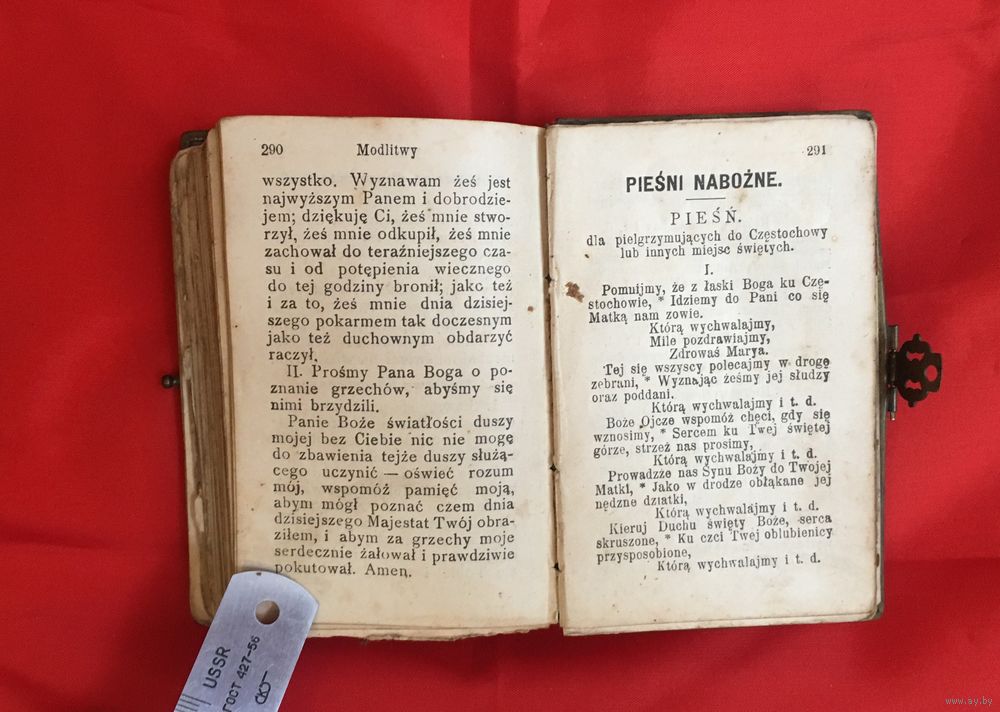 290 Modlitwy
wszystko. Wyznawam żeś jest
najwyższym Panem i dobrodzie-
jem; dziękuję Ci, żeś mnie stwo-
rzył, żeś mnie odkupił, żeś mnie
zachował do teraźniejszego cza-
su i od potępienia wiecznego
do tej godziny bronił; jako też
i za to, żeś mnie dnia dzisiej-
szego pokarmem tak doczesnym
jako też duchownym obdarzyć
raczył.
II. Prośmy Pana Boga o po-
znanie grzechów, abyśmy się
nimi brzydzili.
Panie Boże światłości duszy
mojej bez Ciebie nic nie mogę
do zbawienia tejże duszy służą-
cego uczynić — oświeć rozum
mój, wspomóż pamięć moją,
abym mógł poznać czem dnia
dzisiejszego Majestat Twój obra-
ziłem, i abym za grzechy moje
serdecznie żałował i prawdziwie
pokutował. Amen.
291
PIEŚNI NABOŻNE.
PIEŚŃ.
dla pielgrzymujących do Częstochowy
lub innych miejsc świętych.
I.
Pomnijmy, że z łaski Boga ku Czę-
stochowie, * Idziemy do Pani co się
Matką nam zowie.
Którą wychwalajmy,
Mile pozdrawiajmy,
Zdrowaś Marya.
Tej się wszyscy polecajmy w drogę
zebrani, * Wyznając żeśmy jej słudzy
oraz poddani.
Którą wychwalajmy i t. d.
Boże Ojcze wspomóż chęci, gdy się
wznosimy, * Sercem ku Twej świętej
górze, strzeż nas prosimy,
Którą wychwalajmy i t. d.
Prowadźże nas Synu Boży do Twojej
Matki, * Jako w drodze obłąkane jej
nędzne dziatki,
Którą wychwalajmy i t. d.
Kieruj Duchu święty Boże, serca
skruszone, * Ku czci Twej oblubienicy
przysposobione,
Którą wychwalajmy i t. d.
USSR
ГОСТ 427-56
www.ay.by